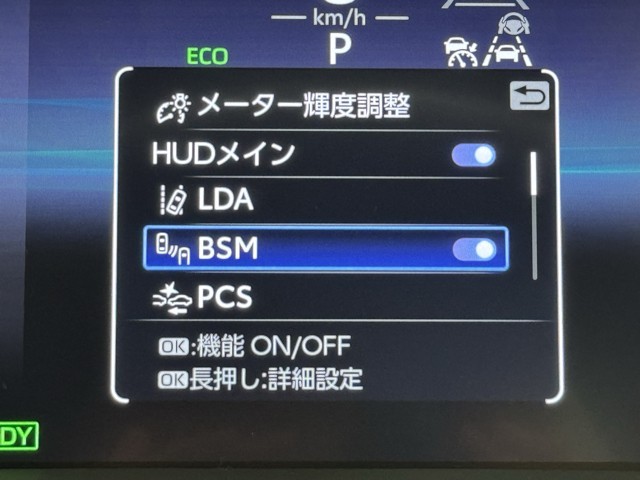 km/h
P
ECO
メーター輝度調整
HUDメイン
LDA
BSM
PCS
OK:機能 ON/OFF
OK長押し:詳細設定
DY